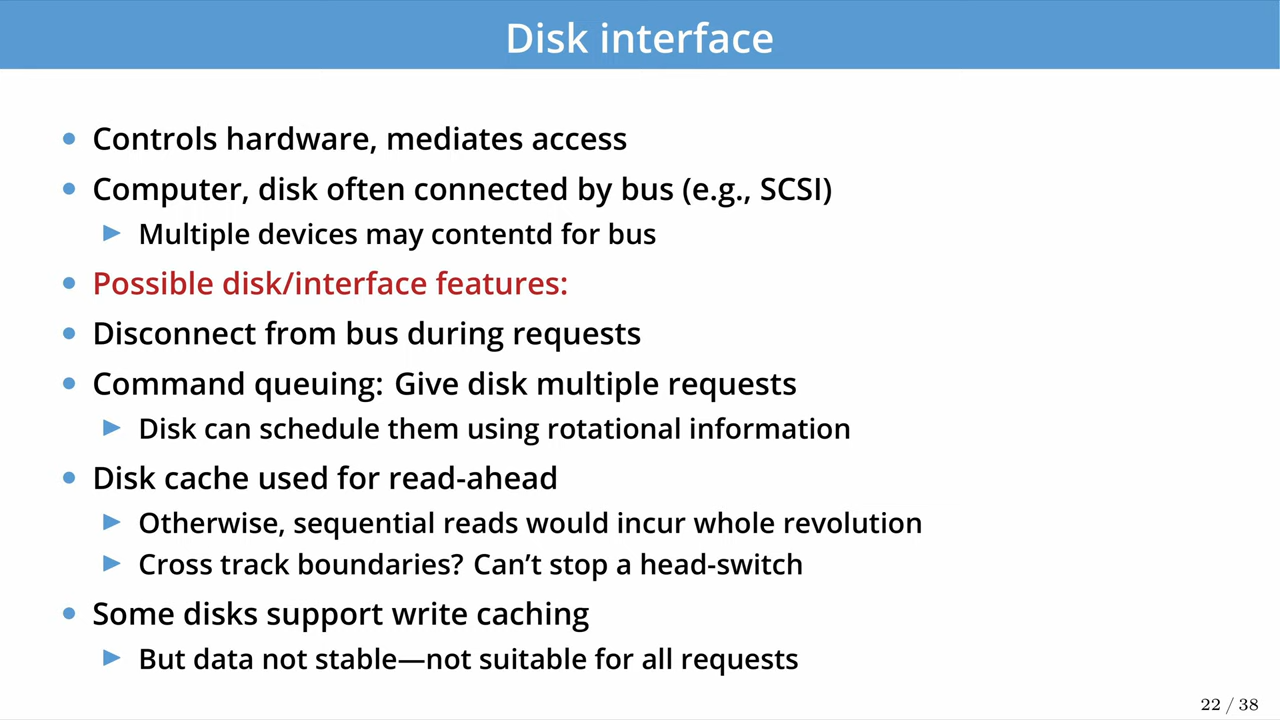 Disk interface
• Controls hardware, mediates access
• Computer, disk often connected by bus (e.g., SCSI)
▶ Multiple devices may contentd for bus
• Possible disk/interface features:
• Disconnect from bus during requests
• Command queuing: Give disk multiple requests
▶ Disk can schedule them using rotational information
• Disk cache used for read-ahead
▶ Otherwise, sequential reads would incur whole revolution
▶ Cross track boundaries? Can't stop a head-switch
• Some disks support write caching
▶ But data not stable—not suitable for all requests
22 / 38